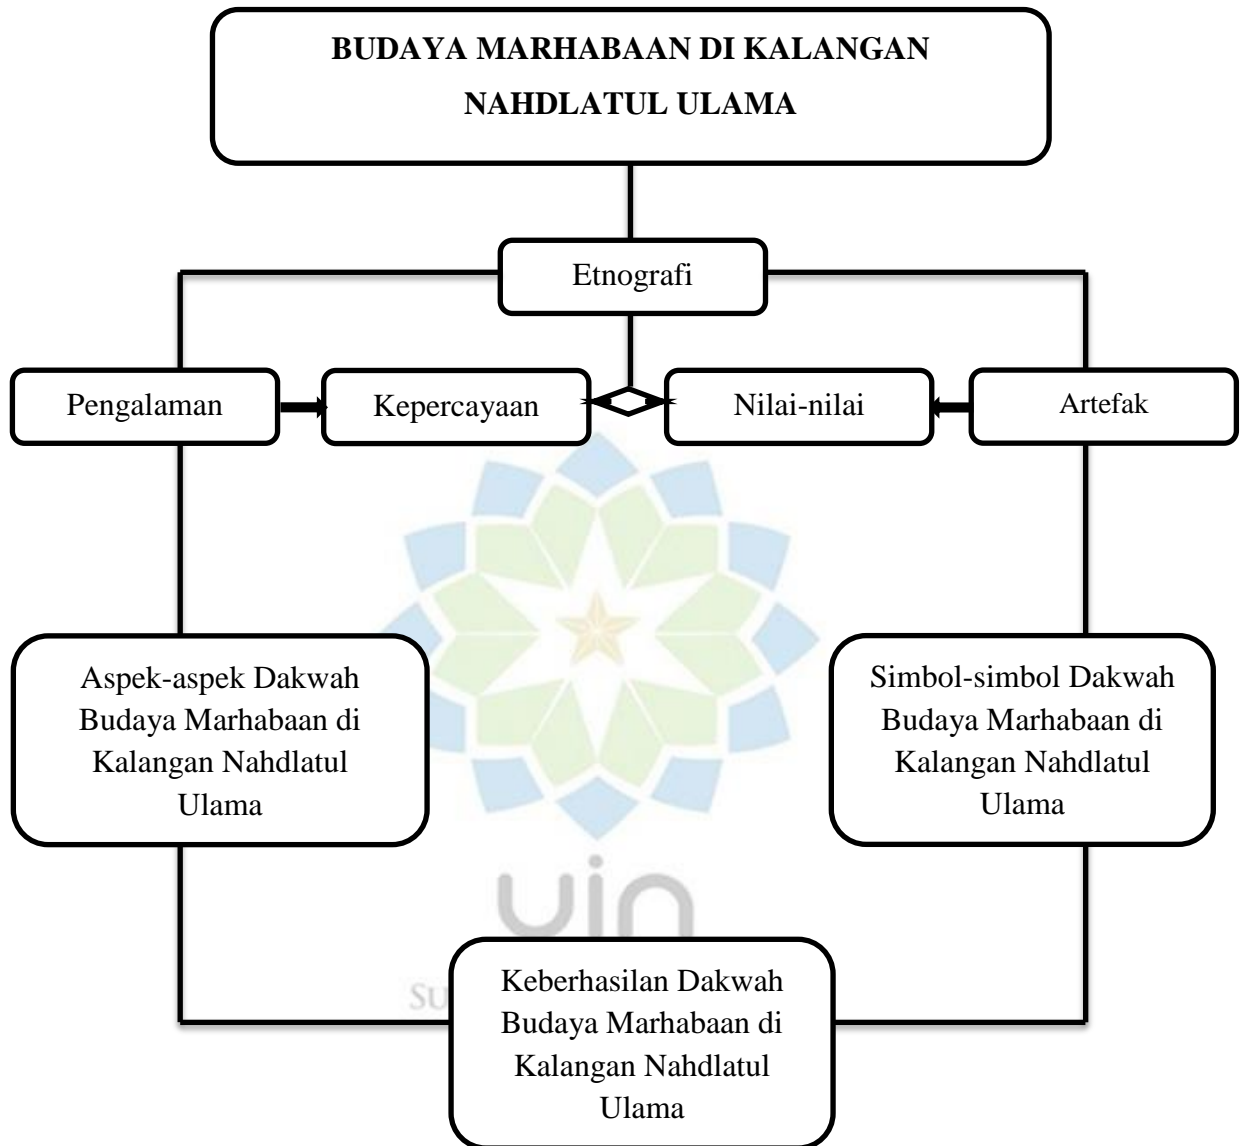 BUDAYA MARHABAAN DI KALANGAN
NAHDLATUL ULAMA
Etnografi
Pengalaman
Kepercayaan
Nilai-nilai
Artefak
Aspek-aspek Dakwah
Budaya Marhabaan di
Kalangan Nahdlatul
Ulama
Simbol-simbol Dakwah
Budaya Marhabaan di
Kalangan Nahdlatul
Ulama
uin
SU
Keberhasilan Dakwah
Budaya Marhabaan di
Kalangan Nahdlatul
Ulama